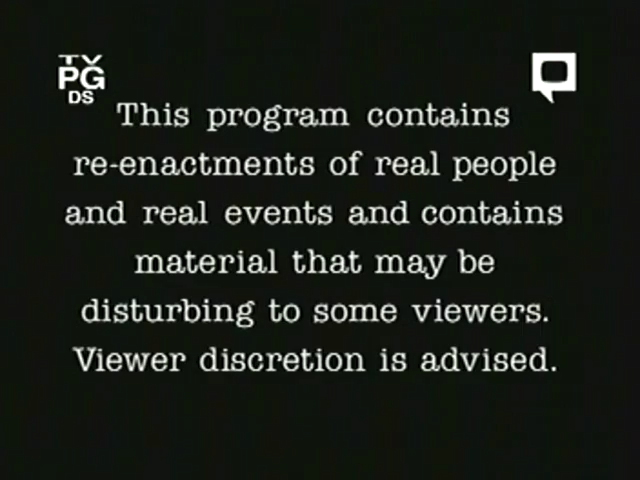 TV
PG
DS
This program contains
re-enactments of real people
and real events and contains
material that may be
disturbing to some viewers.
Viewer discretion is advised.